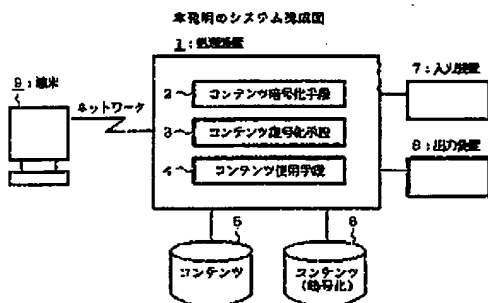 本発明のシステム構成図
1:処理装置
9:端末
ネットワーク
2
コンテンツ暗号化手段
3
コンテンツ復号化手段
4
コンテンツ使用手段
7:入力装置
8:出力装置
5
コンテンツ
6
コンテンツ
(暗号化)